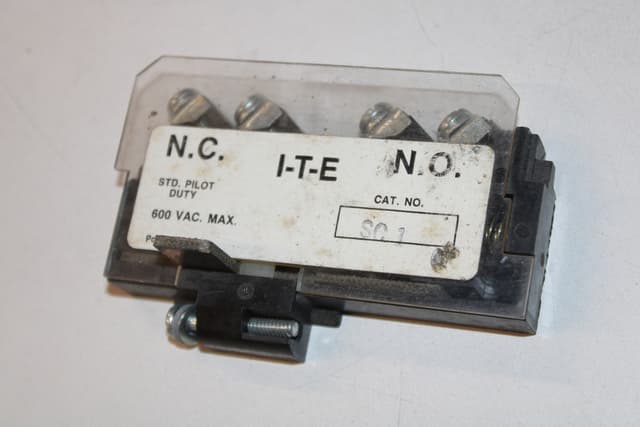 N.C. I-T-E N.O.
STD. PILOT
DUTY
CAT. NO.
600 VAC. MAX.
SC 1